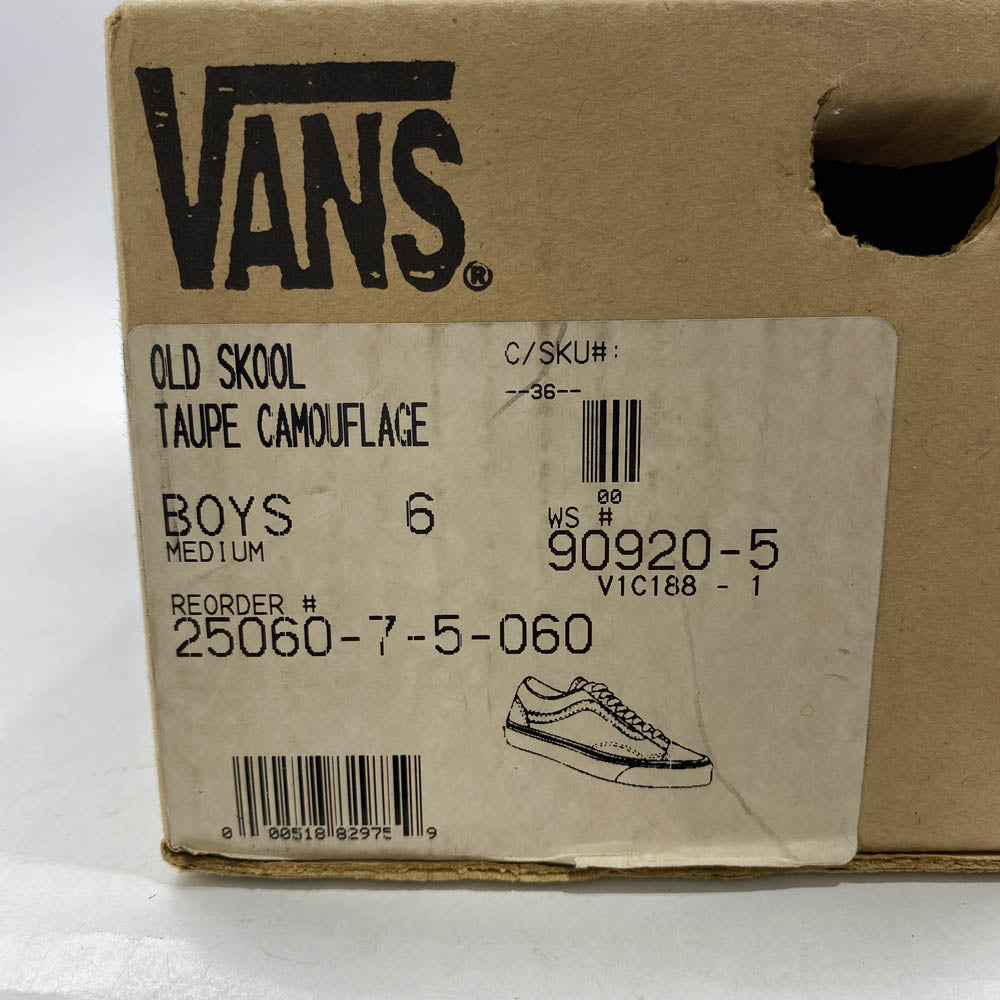 VANS®
OLD SKOOL
TAUPE CAMOUFLAGE
C/SKU#:
--36--
00
BOYS 6
MEDIUM
WS #
90920-5
V1C188 - 1
REORDER #
25060-7-5-060
0 00518 82975 9